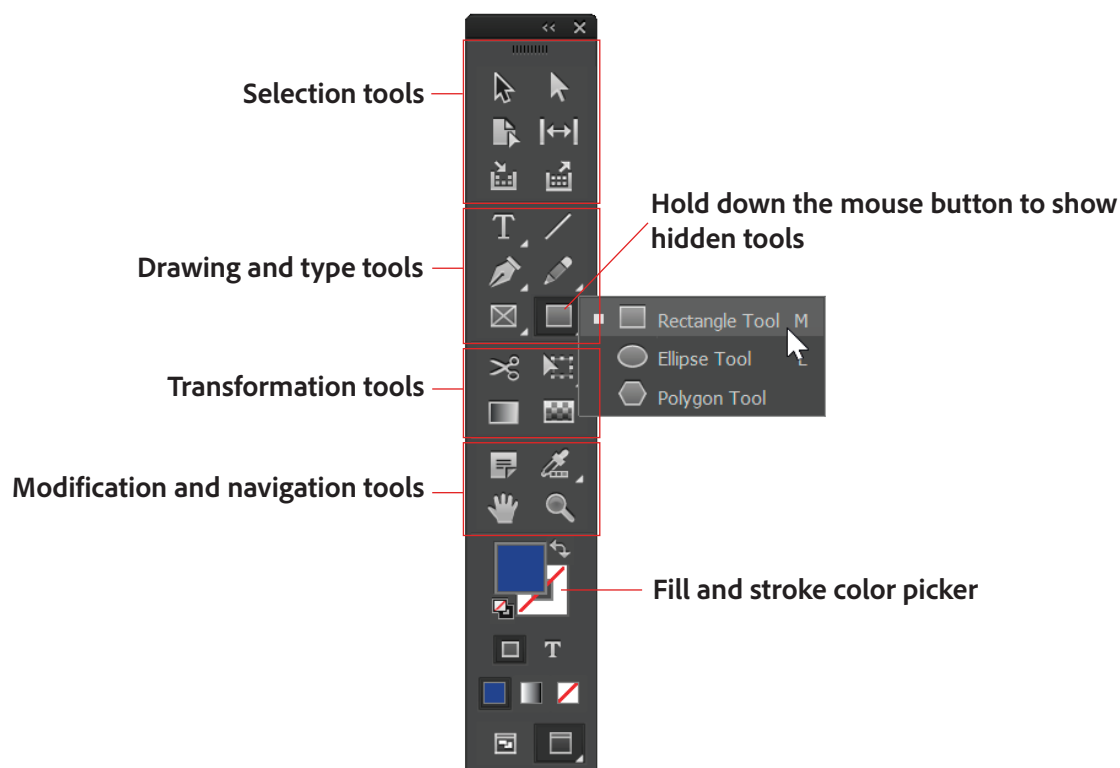 Selection tools
Hold down the mouse button to show
hidden tools
Drawing and type tools
Rectangle Tool M
Ellipse Tool L
Polygon Tool
Transformation tools
Modification and navigation tools
Fill and stroke color picker